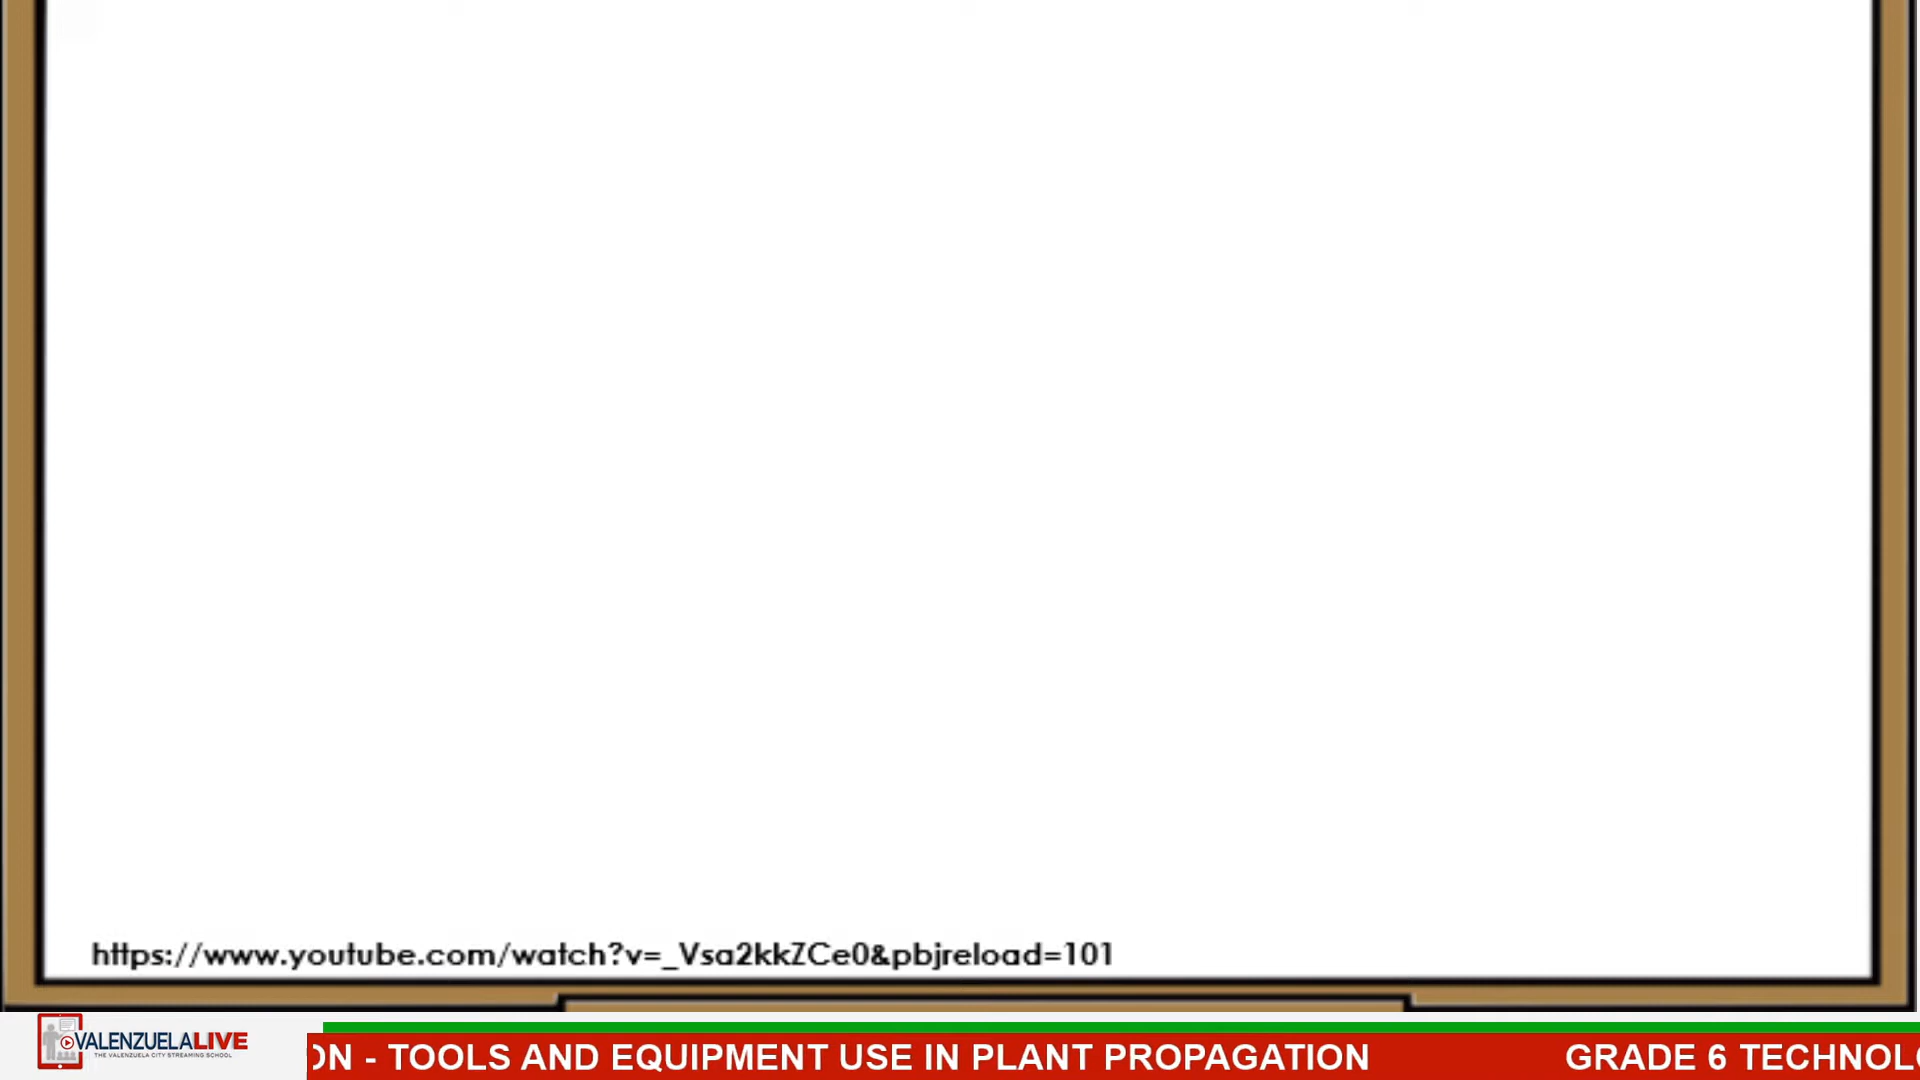 https://www.youtube.com/watch?v=_Vsa2kkZCe0&pbjreload=101
VALENZUELALIVE
THE VALENZUELA CITY STREAMING SCHOOL
ON - TOOLS AND EQUIPMENT USE IN PLANT PROPAGATION
GRADE 6 TECHNOLO